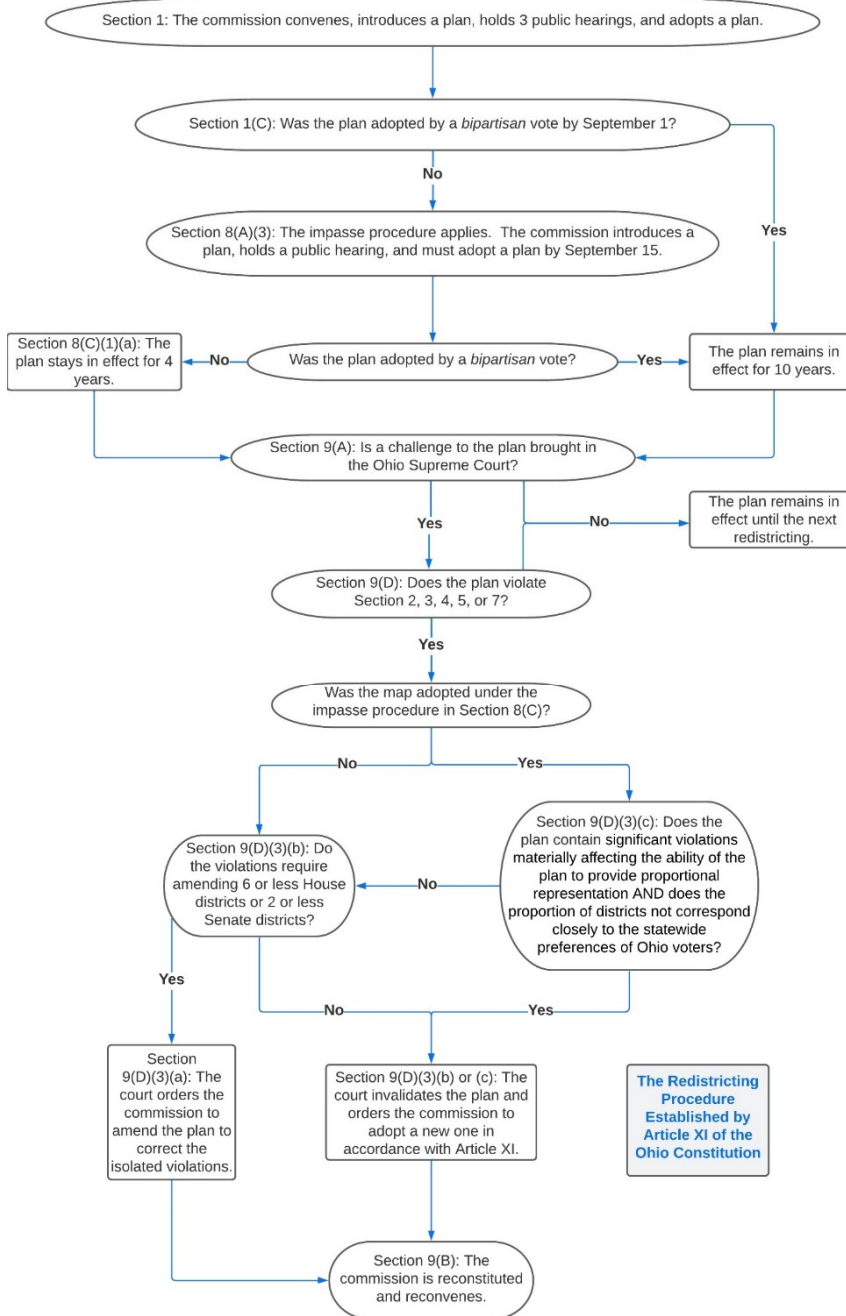 Section 1: The commission convenes, introduces a plan, holds 3 public hearings, and adopts a plan.
Section 1(C): Was the plan adopted by a bipartisan vote by September 1?
No
Yes
Section 8(A)(3): The impasse procedure applies. The commission introduces a
plan, holds a public hearing, and must adopt a plan by September 15.
Section 8(C)(1)(a): The
plan stays in effect for 4
years.
No
Was the plan adopted by a bipartisan vote?
Yes
The plan remains in
effect for 10 years.
Section 9(A): Is a challenge to the plan brought in
the Ohio Supreme Court?
Yes
No
The plan remains in
effect until the next
redistricting.
Section 9(D): Does the plan violate
Section 2, 3, 4, 5, or 7?
Yes
Was the map adopted under the
impasse procedure in Section 8(C)?
No
Yes
Section 9(D)(3)(b): Do
the violations require
amending 6 or less House
districts or 2 or less
Senate districts?
No
Section 9(D)(3)(c): Does the
plan contain significant violations
materially affecting the ability of the
plan to provide proportional
representation AND does the
proportion of districts not correspond
closely to the statewide
preferences of Ohio voters?
Yes
No
Yes
Section
9(D)(3)(a): The
court orders the
commission to
amend the plan to
correct the
isolated violations.
Section 9(D)(3)(b) or (c): The
court invalidates the plan and
orders the commission to
adopt a new one in
accordance with Article XI.
The Redistricting
Procedure
Established by
Article XI of the
Ohio Constitution
Section 9(B): The
commission is reconstituted
and reconvenes.